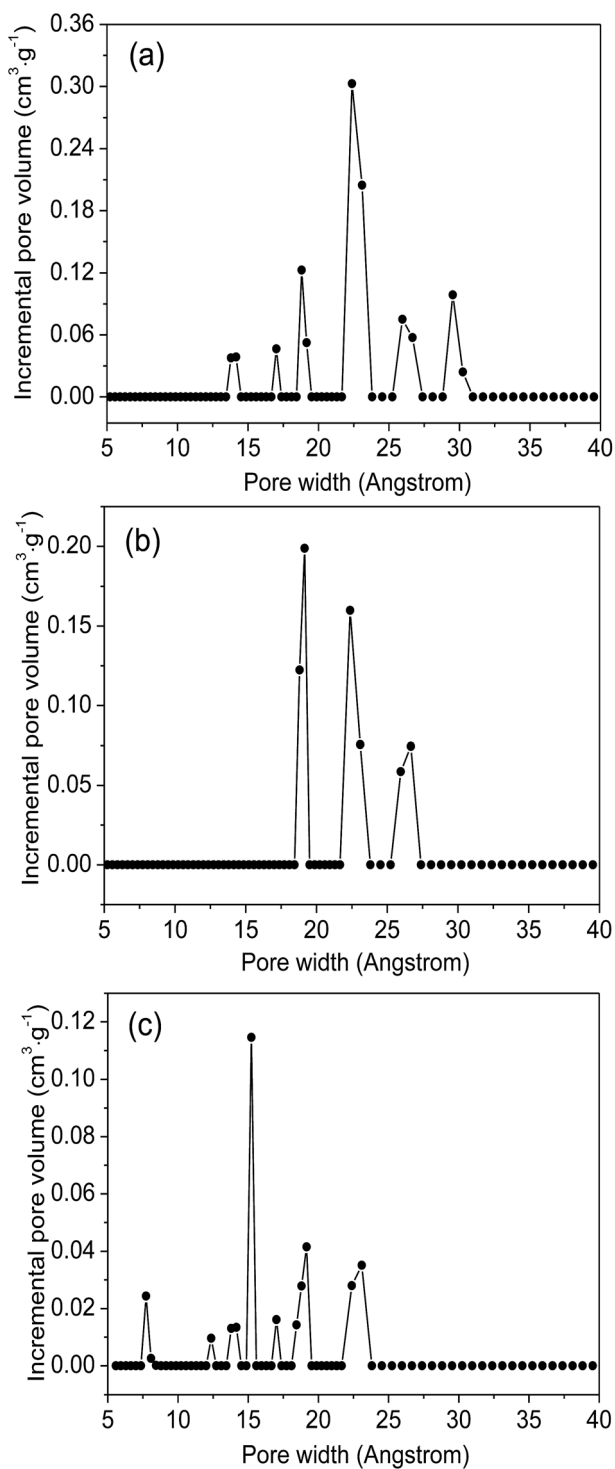 (a)
Incremental pore volume (cm³·g⁻¹)
0.36
0.30
0.24
0.18
0.12
0.06
0.00
5 10 15 20 25 30 35 40
Pore width (Angstrom)
(b)
Incremental pore volume (cm³·g⁻¹)
0.20
0.15
0.10
0.05
0.00
5 10 15 20 25 30 35 40
Pore width (Angstrom)
(c)
Incremental pore volume (cm³·g⁻¹)
0.12
0.10
0.08
0.06
0.04
0.02
0.00
5 10 15 20 25 30 35 40
Pore width (Angstrom)